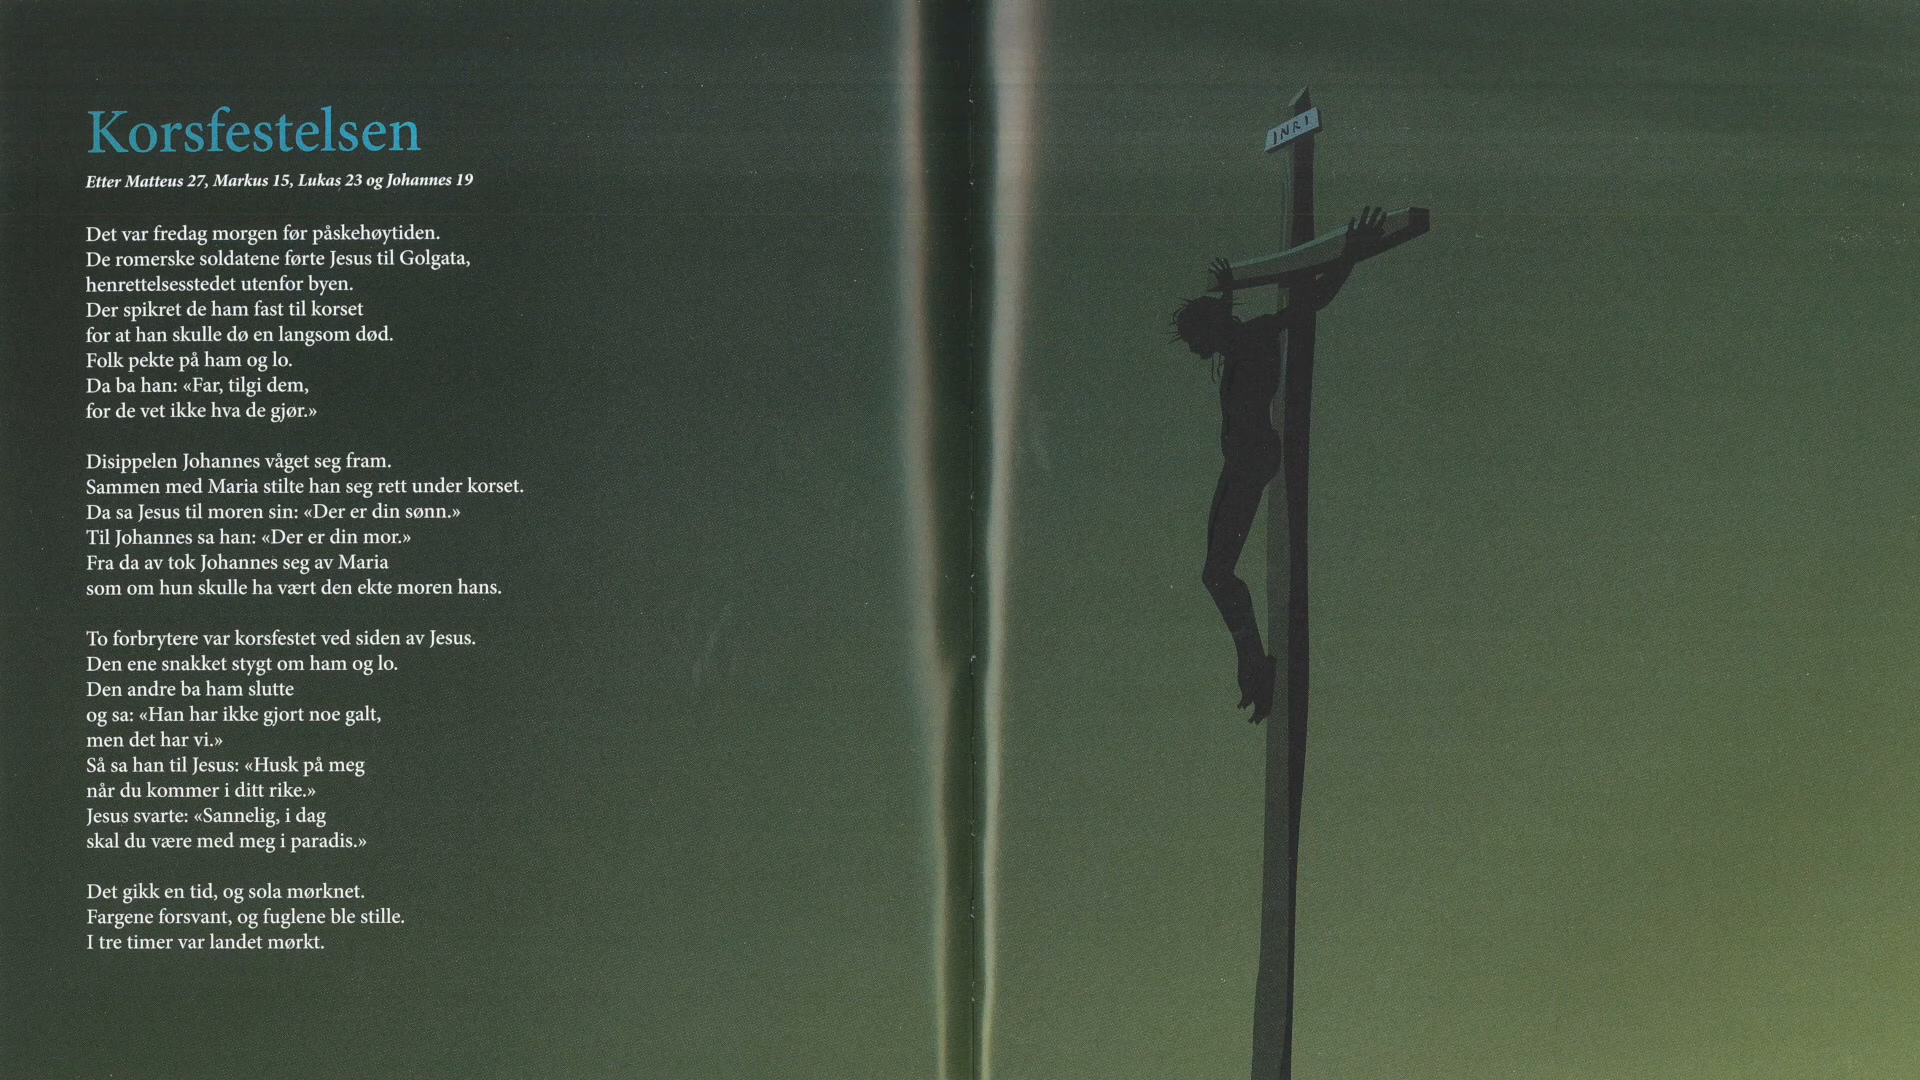 Korsfestelsen
Etter Matteus 27, Markus 15, Lukas 23 og Johannes 19
Det var fredag morgen før påskehøytiden.
De romerske soldatene førte Jesus til Golgata,
henrettelsesstedet utenfor byen.
Der spikret de ham fast til korset
for at han skulle dø en langsom død.
Folk pekte på ham og lo.
Da ba han: «Far, tilgi dem,
for de vet ikke hva de gjør.»
Disippelen Johannes våget seg fram.
Sammen med Maria stilte han seg rett under korset.
Da sa Jesus til moren sin: «Der er din sønn.»
Til Johannes sa han: «Der er din mor.»
Fra da av tok Johannes seg av Maria
som om hun skulle ha vært den ekte moren hans.
To forbrytere var korsfestet ved siden av Jesus.
Den ene snakket stygt om ham og lo.
Den andre ba ham slutte
og sa: «Han har ikke gjort noe galt,
men det har vi.»
Så sa han til Jesus: «Husk på meg
når du kommer i ditt rike.»
Jesus svarte: «Sannelig, i dag
skal du være med meg i paradis.»
Det gikk en tid, og sola mørknet.
Fargene forsvant, og fuglene ble stille.
I tre timer var landet mørkt.
INRI